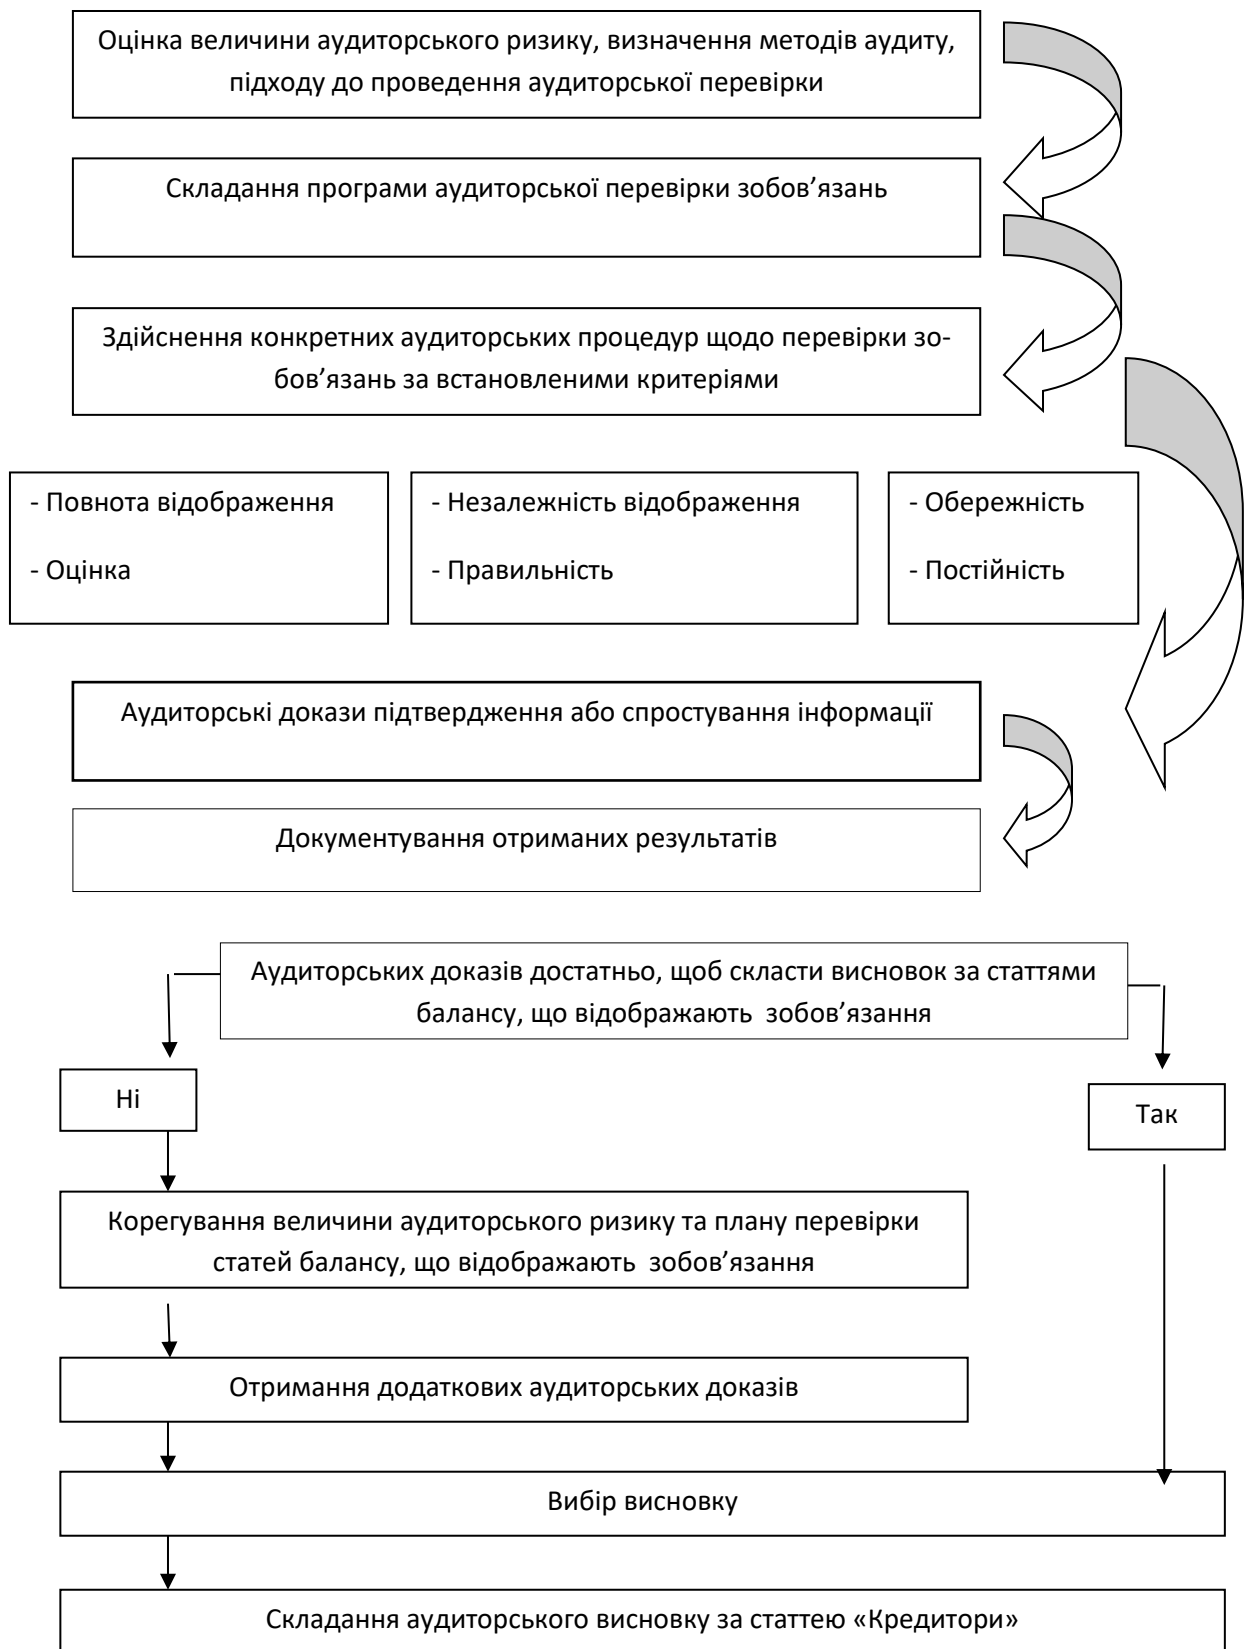 Оцінка величини аудиторського ризику, визначення методів аудиту,
підходу до проведення аудиторської перевірки
Складання програми аудиторської перевірки зобов’язань
Здійснення конкретних аудиторських процедур щодо перевірки зо-
бов’язань за встановленими критеріями
- Повнота відображення
- Оцінка
- Незалежність відображення
- Правильність
- Обережність
- Постійність
Аудиторські докази підтвердження або спростування інформації
Документування отриманих результатів
Аудиторських доказів достатньо, щоб скласти висновок за статтями
балансу, що відображають  зобов’язання
Ні
Так
Корегування величини аудиторського ризику та плану перевірки
статей балансу, що відображають  зобов’язання
Отримання додаткових аудиторських доказів
Вибір висновку
Складання аудиторського висновку за статтею «Кредитори»